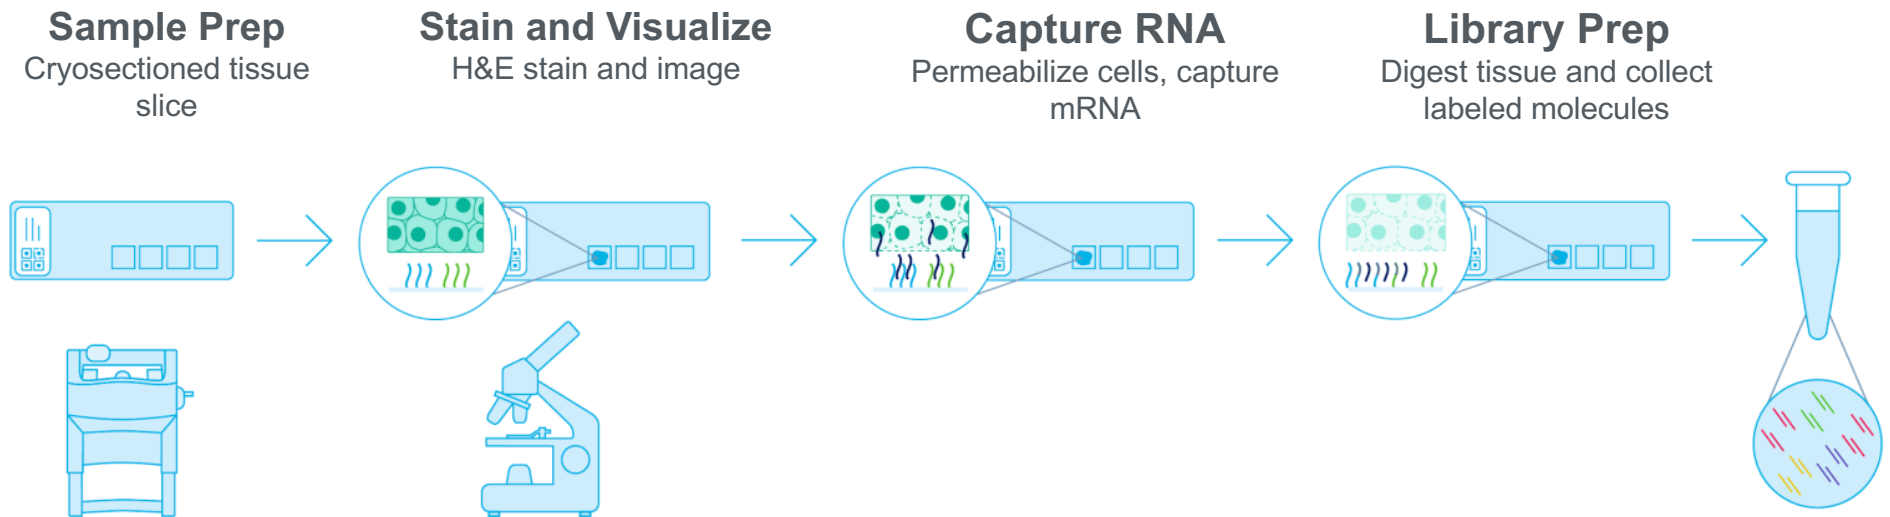 Sample Prep
Cryosectioned tissue
slice
Stain and Visualize
H&E stain and image
Capture RNA
Permeabilize cells, capture
mRNA
Library Prep
Digest tissue and collect
labeled molecules